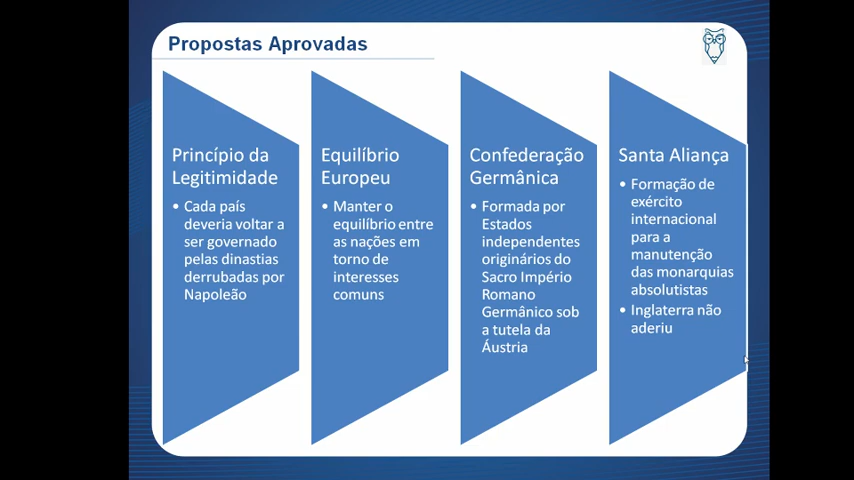 Propostas Aprovadas
Princípio da
Legitimidade
• Cada país
deveria voltar a
ser governado
pelas dinastias
derrubadas por
Napoleão
Equilíbrio
Europeu
• Manter o
equilíbrio entre
as nações em
torno de
interesses
comuns
Confederação
Germânica
• Formada por
Estados
independentes
originários do
Sacro Império
Romano
Germânico sob
a tutela da
Áustria
Santa Aliança
• Formação de
exército
internacional
para a
manutenção
das monarquias
absolutistas
• Inglaterra não
aderiu